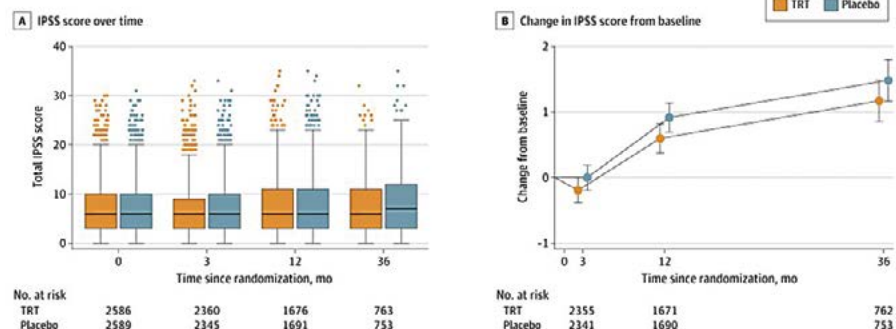 TRT Placebo
A IPSS score over time
40
30
20
10
0
Total IPSS score
0 3 12 36
Time since randomization, mo
No. at risk
TRT 2586 2360 1676 763
Placebo 2589 2345 1691 753
B Change in IPSS score from baseline
2
1
0
-1
Change from baseline
0 3 12 36
Time since randomization, mo
No. at risk
TRT 2355 1671 762
Placebo 2341 1690 753